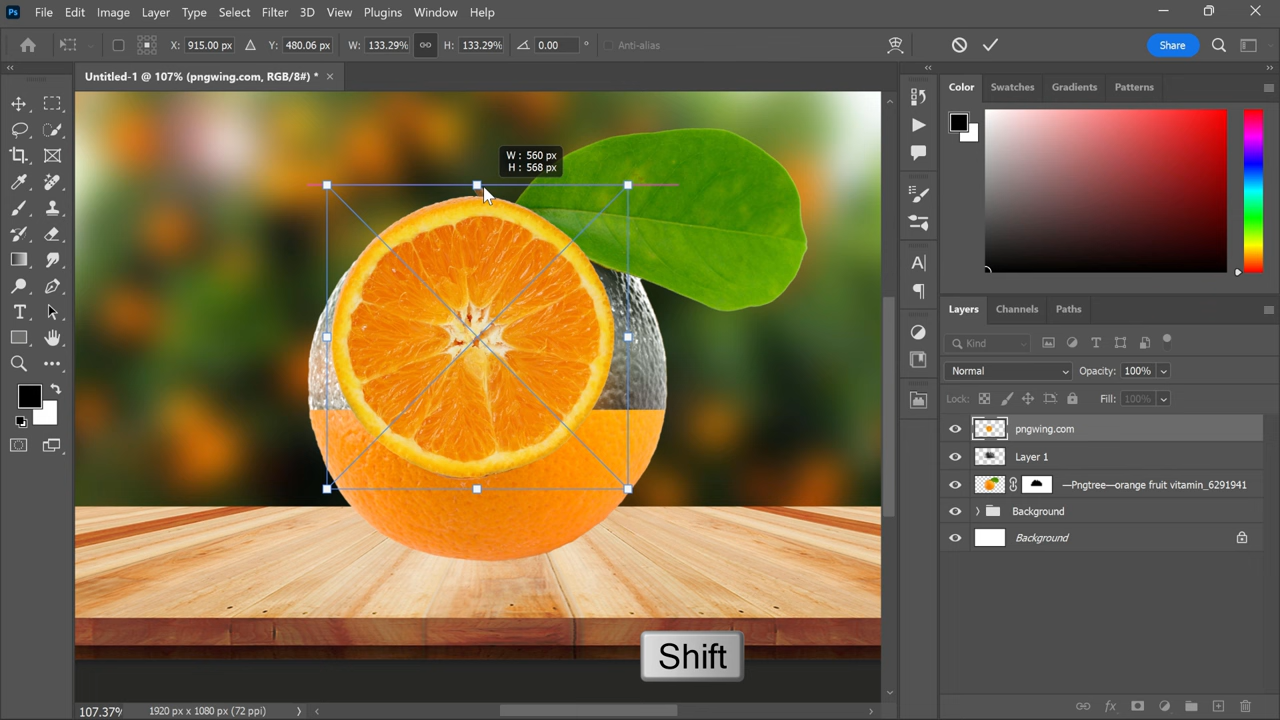 Ps File Edit Image Layer Type Select Filter 3D View Plugins Window Help
X: 915.00 px Y: 480.06 px W: 133.29% H: 133.29% 0.00 ° Anti-alias Share
Untitled-1 @ 107% (pngwing.com, RGB/8#) * ×
Color Swatches Gradients Patterns
W: 560 px
H: 568 px
A
T
Layers Channels Paths
Kind
Normal Opacity: 100%
Lock: Fill: 100%
pngwing.com
Layer 1
—Pngtree—orange fruit vitamin_6291941
Background
Background
Shift
107.37% 1920 px x 1080 px (72 ppi)
fx